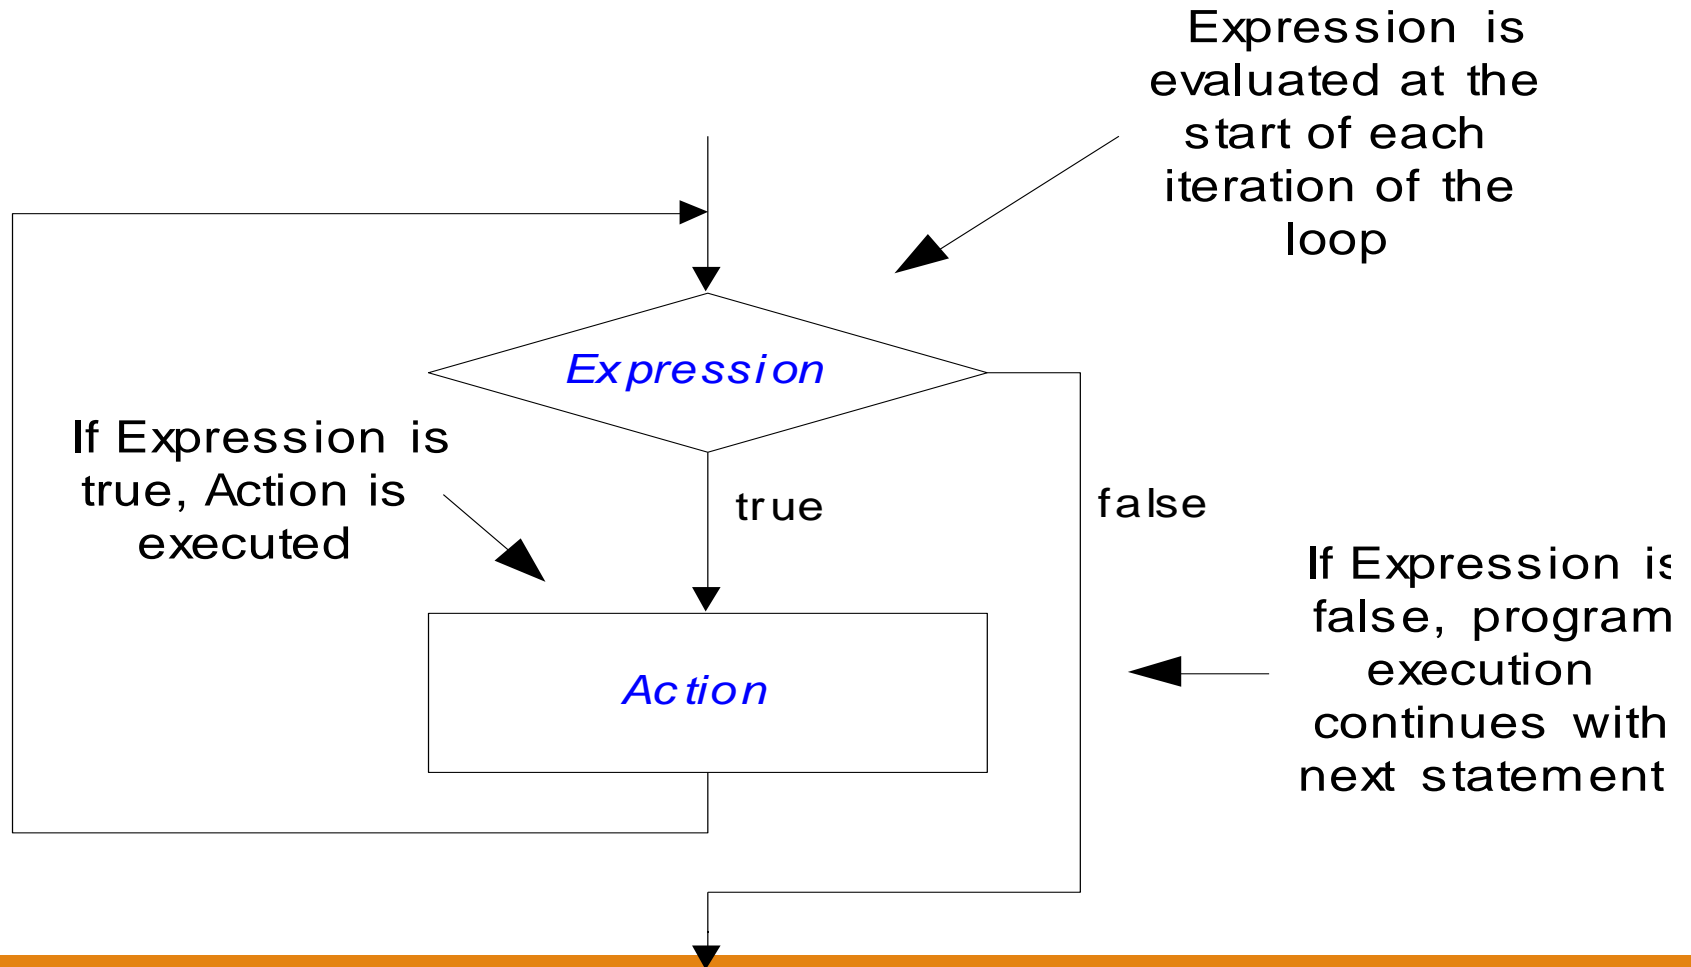 Expression is
evaluated at the
start of each
iteration of the
loop
Expression
If Expression is
true, Action is
executed
true
false
If Expression is
false, program
execution
continues with
next statement
Action